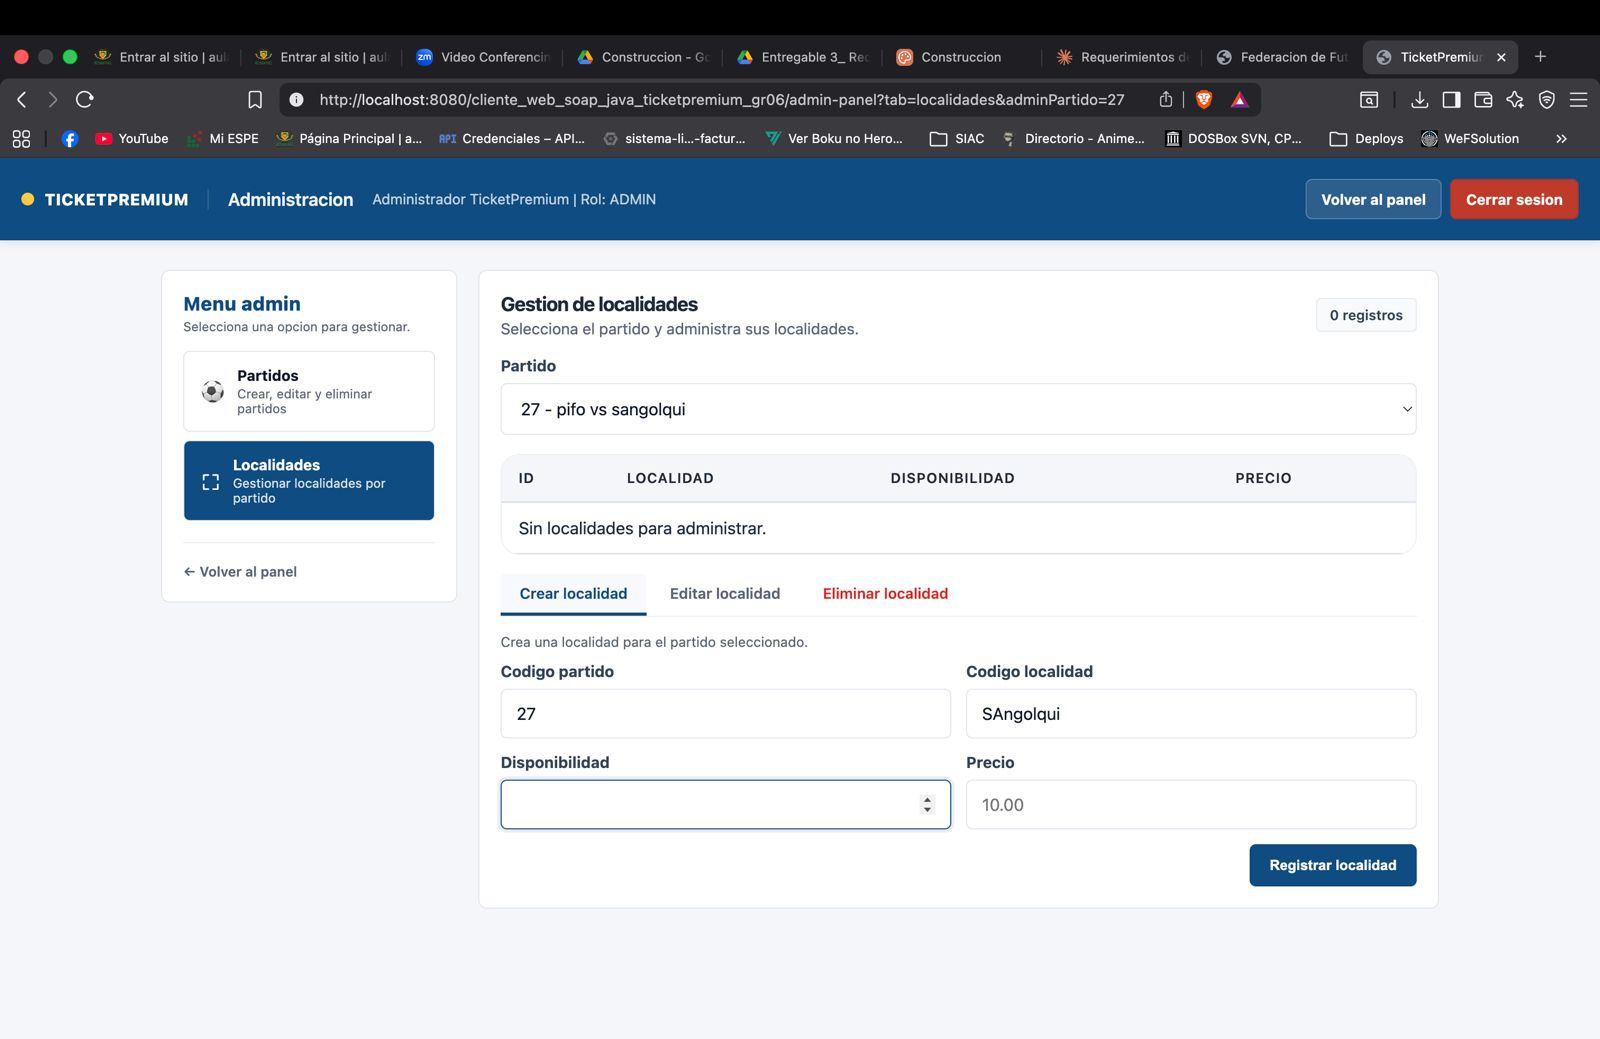 Entrar al sitio | aul
Entrar al sitio | aul
zm Video Conferencin
Construccion - Go
Entregable 3_ Rec
Construccion
Requerimientos de
Federacion de Fut
TicketPremium
http://localhost:8080/cliente_web_soap_java_ticketpremium_gr06/admin-panel?tab=localidades&adminPartido=27
YouTube
Mi ESPE
Página Principal | a...
API Credenciales – API...
sistema-li...-factur...
Ver Boku no Hero...
SIAC
Directorio - Anime...
DOSBox SVN, CP...
Deploys
WeFSolution
TICKETPREMIUM
Administracion
Administrador TicketPremium | Rol: ADMIN
Volver al panel
Cerrar sesion
Menu admin
Selecciona una opcion para gestionar.
Partidos
Crear, editar y eliminar
partidos
Localidades
Gestionar localidades por
partido
← Volver al panel
Gestion de localidades
Selecciona el partido y administra sus localidades.
0 registros
Partido
27 - pifo vs sangolqui
ID LOCALIDAD DISPONIBILIDAD PRECIO
Sin localidades para administrar.
Crear localidad Editar localidad Eliminar localidad
Crea una localidad para el partido seleccionado.
Codigo partido
27
Codigo localidad
SAngolqui
Disponibilidad
Precio
10.00
Registrar localidad